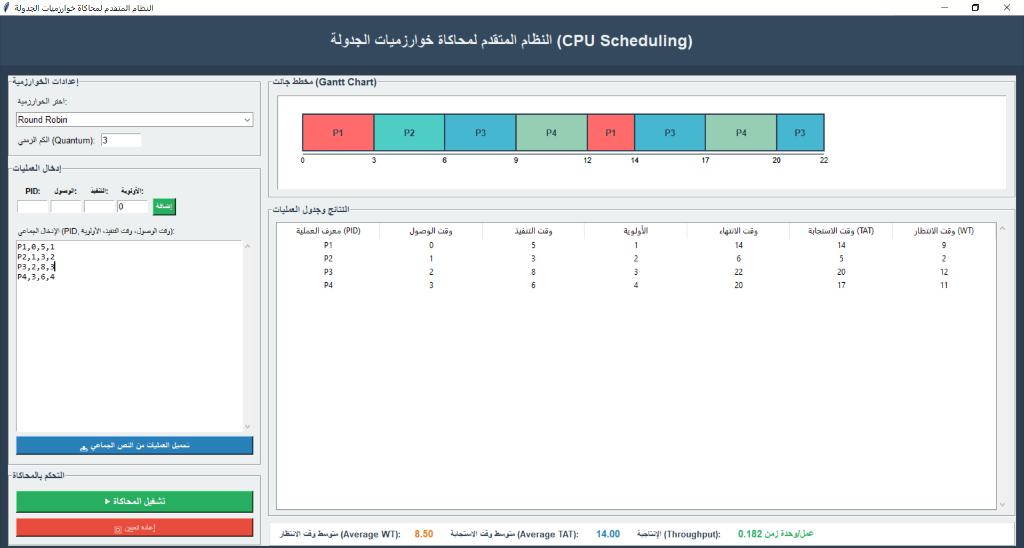 النظام المتقدم لمحاكاة خوارزميات الجدولة
النظام المتقدم لمحاكاة خوارزميات الجدولة (CPU Scheduling)
إعدادات الخوارزمية
اختر الخوارزمية:
Round Robin
الكم الزمني (Quantum): 3
إدخال العمليات
PID: الوصول: التنفيذ: الأولوية:
0 إضافة
الإدخال الجماعي (PID, وقت الوصول، وقت التنفيذ، الأولوية):
P1,0,5,1
P2,1,3,2
P3,2,8,3
P4,3,6,4
تحميل العمليات من النص الجماعي
التحكم بالمحاكاة
تشغيل المحاكاة
إعادة تعيين
مخطط جانت (Gantt Chart)
P1 P2 P3 P4 P1 P3 P4 P3
0 3 6 9 12 14 17 20 22
النتائج وجدول العمليات
معرف العملية (PID) وقت الوصول وقت التنفيذ الأولوية وقت الانتهاء وقت الاستجابة (TAT) وقت الانتظار (WT)
P1 0 5 1 14 14 9
P2 1 3 2 6 5 2
P3 2 8 3 22 20 12
P4 3 6 4 20 17 11
متوسط وقت الانتظار (Average WT): 8.50 متوسط وقت الاستجابة (Average TAT): 14.00 الإنتاجية (Throughput): 0.182 عمل/وحدة زمن